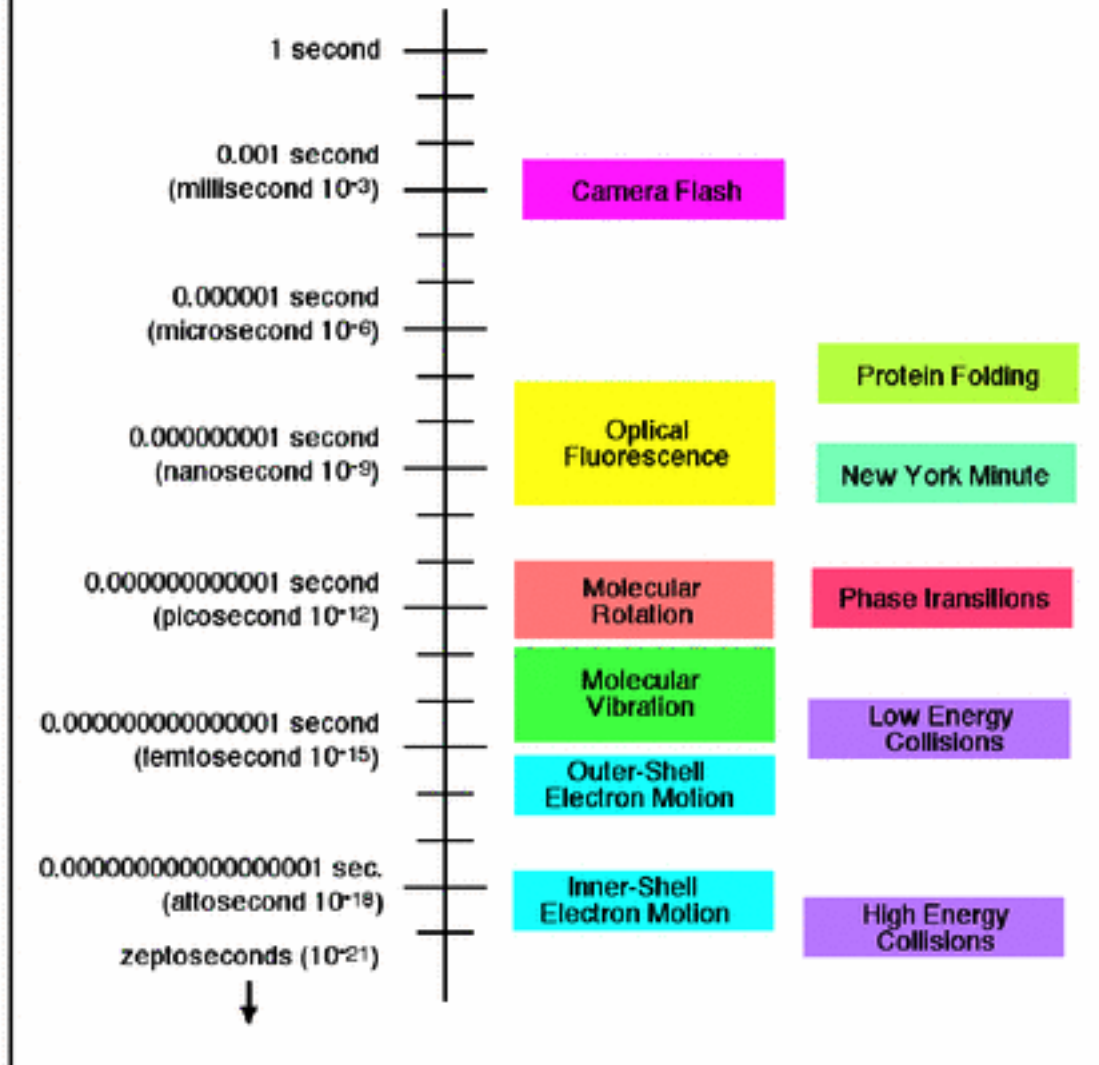 1 second
0.001 second
(millisecond 10-3)
Camera Flash
0.000001 second
(microsecond 10-6)
Protein Folding
0.000000001 second
(nanosecond 10-9)
Optical
Fluorescence
New York Minute
0.000000000001 second
(picosecond 10-12)
Molecular
Rotation
Phase Transitions
Molecular
Vibration
0.000000000000001 second
(femtosecond 10-15)
Low Energy
Collisions
Outer-Shell
Electron Motion
0.000000000000000001 sec.
(attosecond 10-18)
Inner-Shell
Electron Motion
High Energy
Collisions
zeptoseconds (10-21)